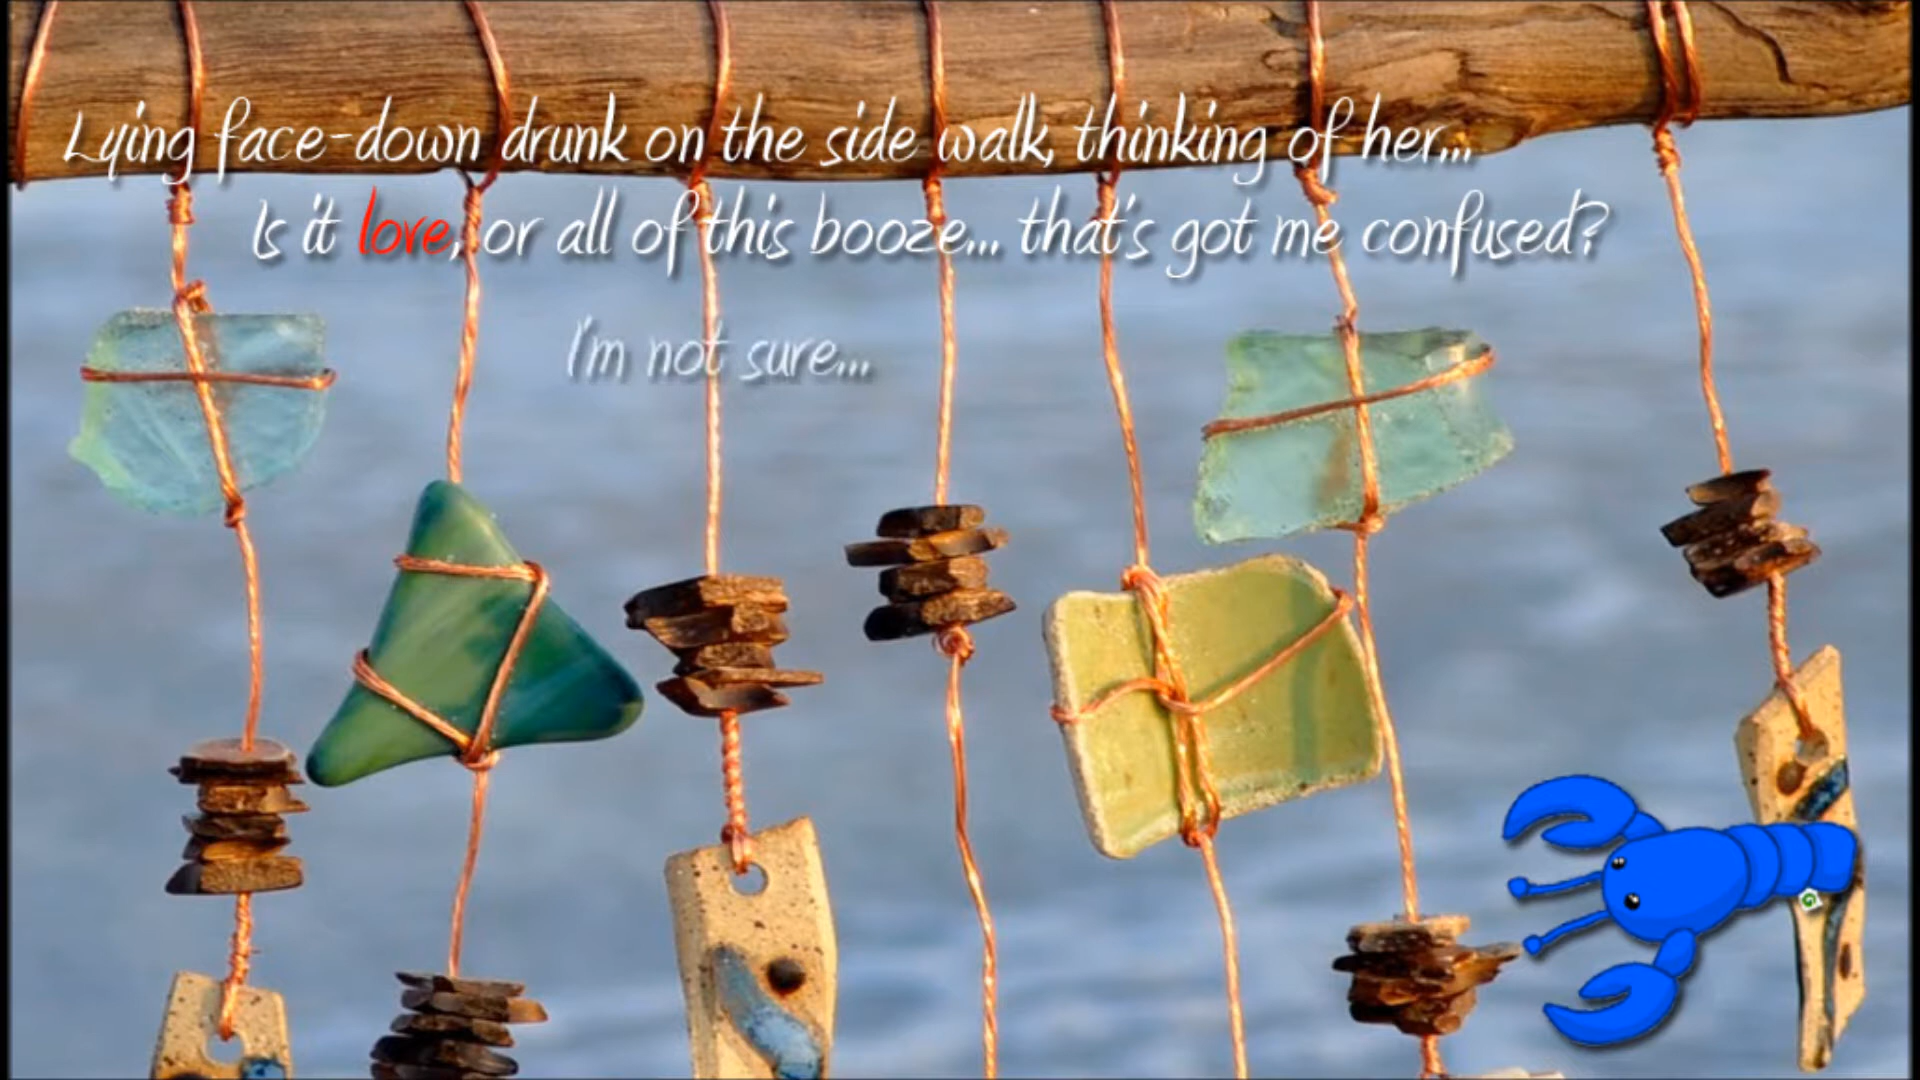 Lying face-down drunk on the side walk, thinking of her...
Is it love, or all of this booze... that's got me confused?
I'm not sure...